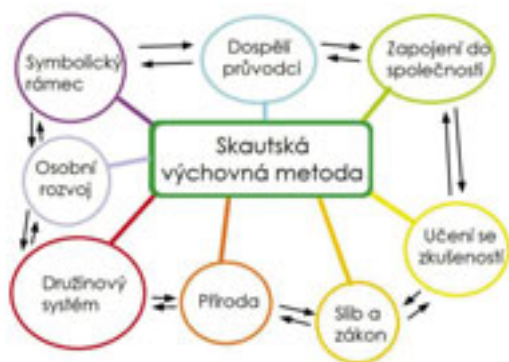 Symbolický
rámec
Dospělí
průvodci
Zapojení do
společnosti
Skautská
výchovná metoda
Osobní
rozvoj
Učení se
zkušeností
Družinový
systém
Příroda
Slib a
zákon